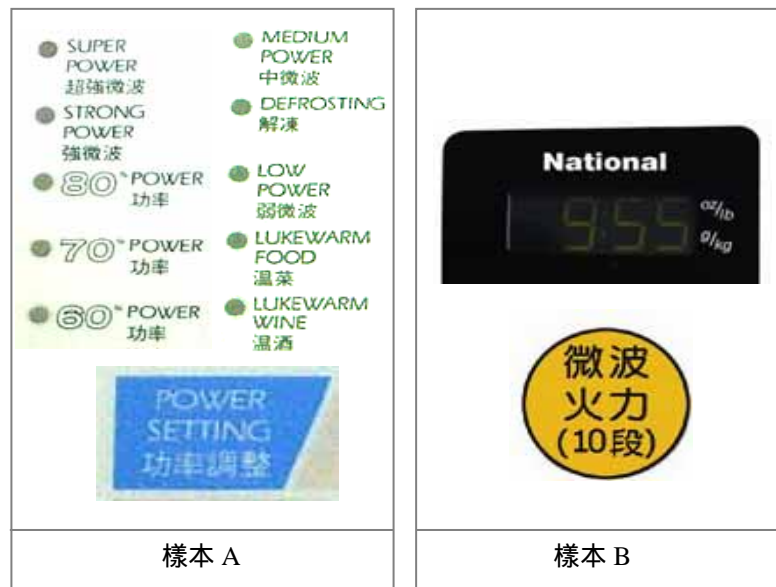 SUPER
POWER
超強微波
STRONG
POWER
強微波
80% POWER
功率
70% POWER
功率
60% POWER
功率
MEDIUM
POWER
中微波
DEFROSTING
解凍
LOW
POWER
弱微波
LUKEWARM
FOOD
温菜
LUKEWARM
WINE
温酒
POWER
SETTING
功率調整
樣本 A
National
9:55
oz/lb
g/kg
微波
火力
(10段)
樣本 B